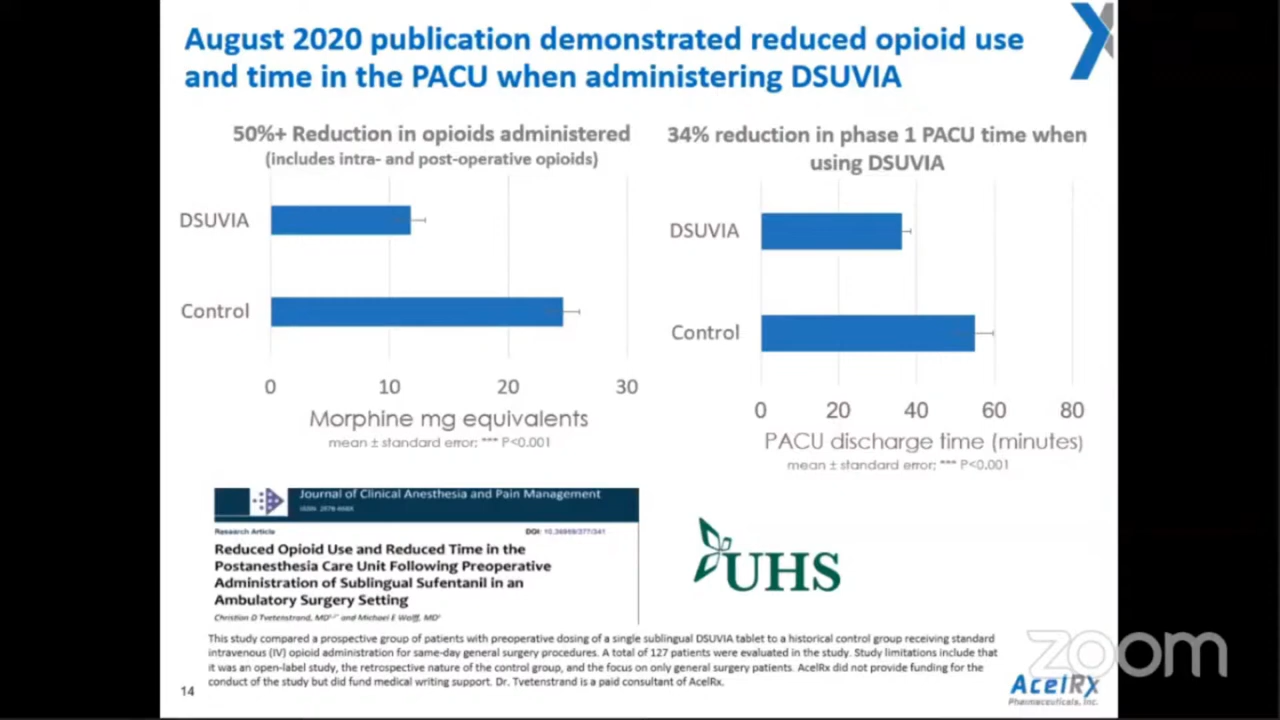 August 2020 publication demonstrated reduced opioid use
and time in the PACU when administering DSUVIA
50%+ Reduction in opioids administered
(includes intra- and post-operative opioids)
DSUVIA
Control
0 10 20 30
Morphine mg equivalents
mean ± standard error; *** P<0.001
34% reduction in phase 1 PACU time when
using DSUVIA
DSUVIA
Control
0 20 40 60 80
PACU discharge time (minutes)
mean ± standard error; *** P<0.001
Journal of Clinical Anesthesia and Pain Management
Research Article DOI:
Reduced Opioid Use and Reduced Time in the
Postanesthesia Care Unit Following Preoperative
Administration of Sublingual Sufentanil in an
Ambulatory Surgery Setting
Christian D Tvetenstrand, MD and Michael E Wolff, MD
UHS
This study compared a prospective group of patients with preoperative dosing of a single sublingual DSUVIA tablet to a historical control group receiving standard
intravenous (IV) opioid administration for same-day general surgery procedures. A total of 127 patients were evaluated in the study. Study limitations include that
it was an open-label study, the retrospective nature of the control group, and the focus on only general surgery patients. AcelRx did not provide funding for the
conduct of the study but did fund medical writing support. Dr. Tvetenstrand is a paid consultant of AcelRx.
14
zoom
AcelRx
Pharmaceuticals, Inc.